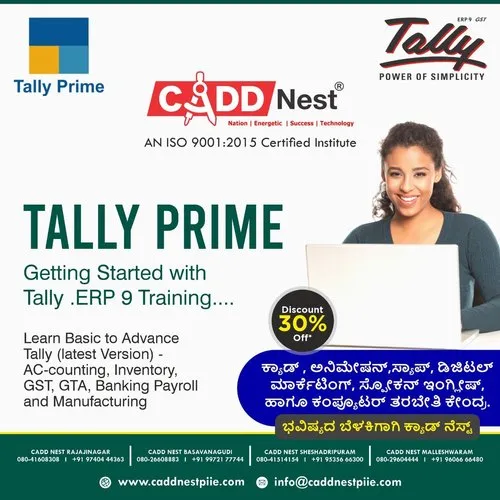 Tally Prime
ERP 9 GST
Tally
POWER OF SIMPLICITY
CADD Nest®
Nation | Energetic | Success | Technology
AN ISO 9001:2015 Certified Institute
TALLY PRIME
Getting Started with
Tally .ERP 9 Training....
Discount
30%
Off*
Learn Basic to Advance
Tally (latest Version) -
AC-counting, Inventory,
GST, GTA, Banking Payroll
and Manufacturing
ಕ್ಯಾಡ್ , ಅನಿಮೇಷನ್,ಸ್ಯಾಪ್, ಡಿಜಿಟಲ್
ಮಾರ್ಕೆಟಿಂಗ್, ಸ್ಪೋಕನ್ ಇಂಗ್ಲೀಷ್,
ಹಾಗೂ ಕಂಪ್ಯೂಟರ್ ತರಬೇತಿ ಕೇಂದ್ರ.
ಭವಿಷ್ಯದ ಬೆಳಕಿಗಾಗಿ ಕ್ಯಾಡ್ ನೆಸ್ಟ್
CADD NEST RAJAJINAGAR
080-41608308 | +91 97404 44363
CADD NEST BASAVANAGUDI
080-26608883 | +91 99721 77744
CADD NEST SHESHADRIPURAM
080-41514154 | +91 95356 66300
CADD NEST MALLESHWARAM
080-29604444 | +91 96066 66480
www.caddnestpiie.com
info@caddnestpiie.com